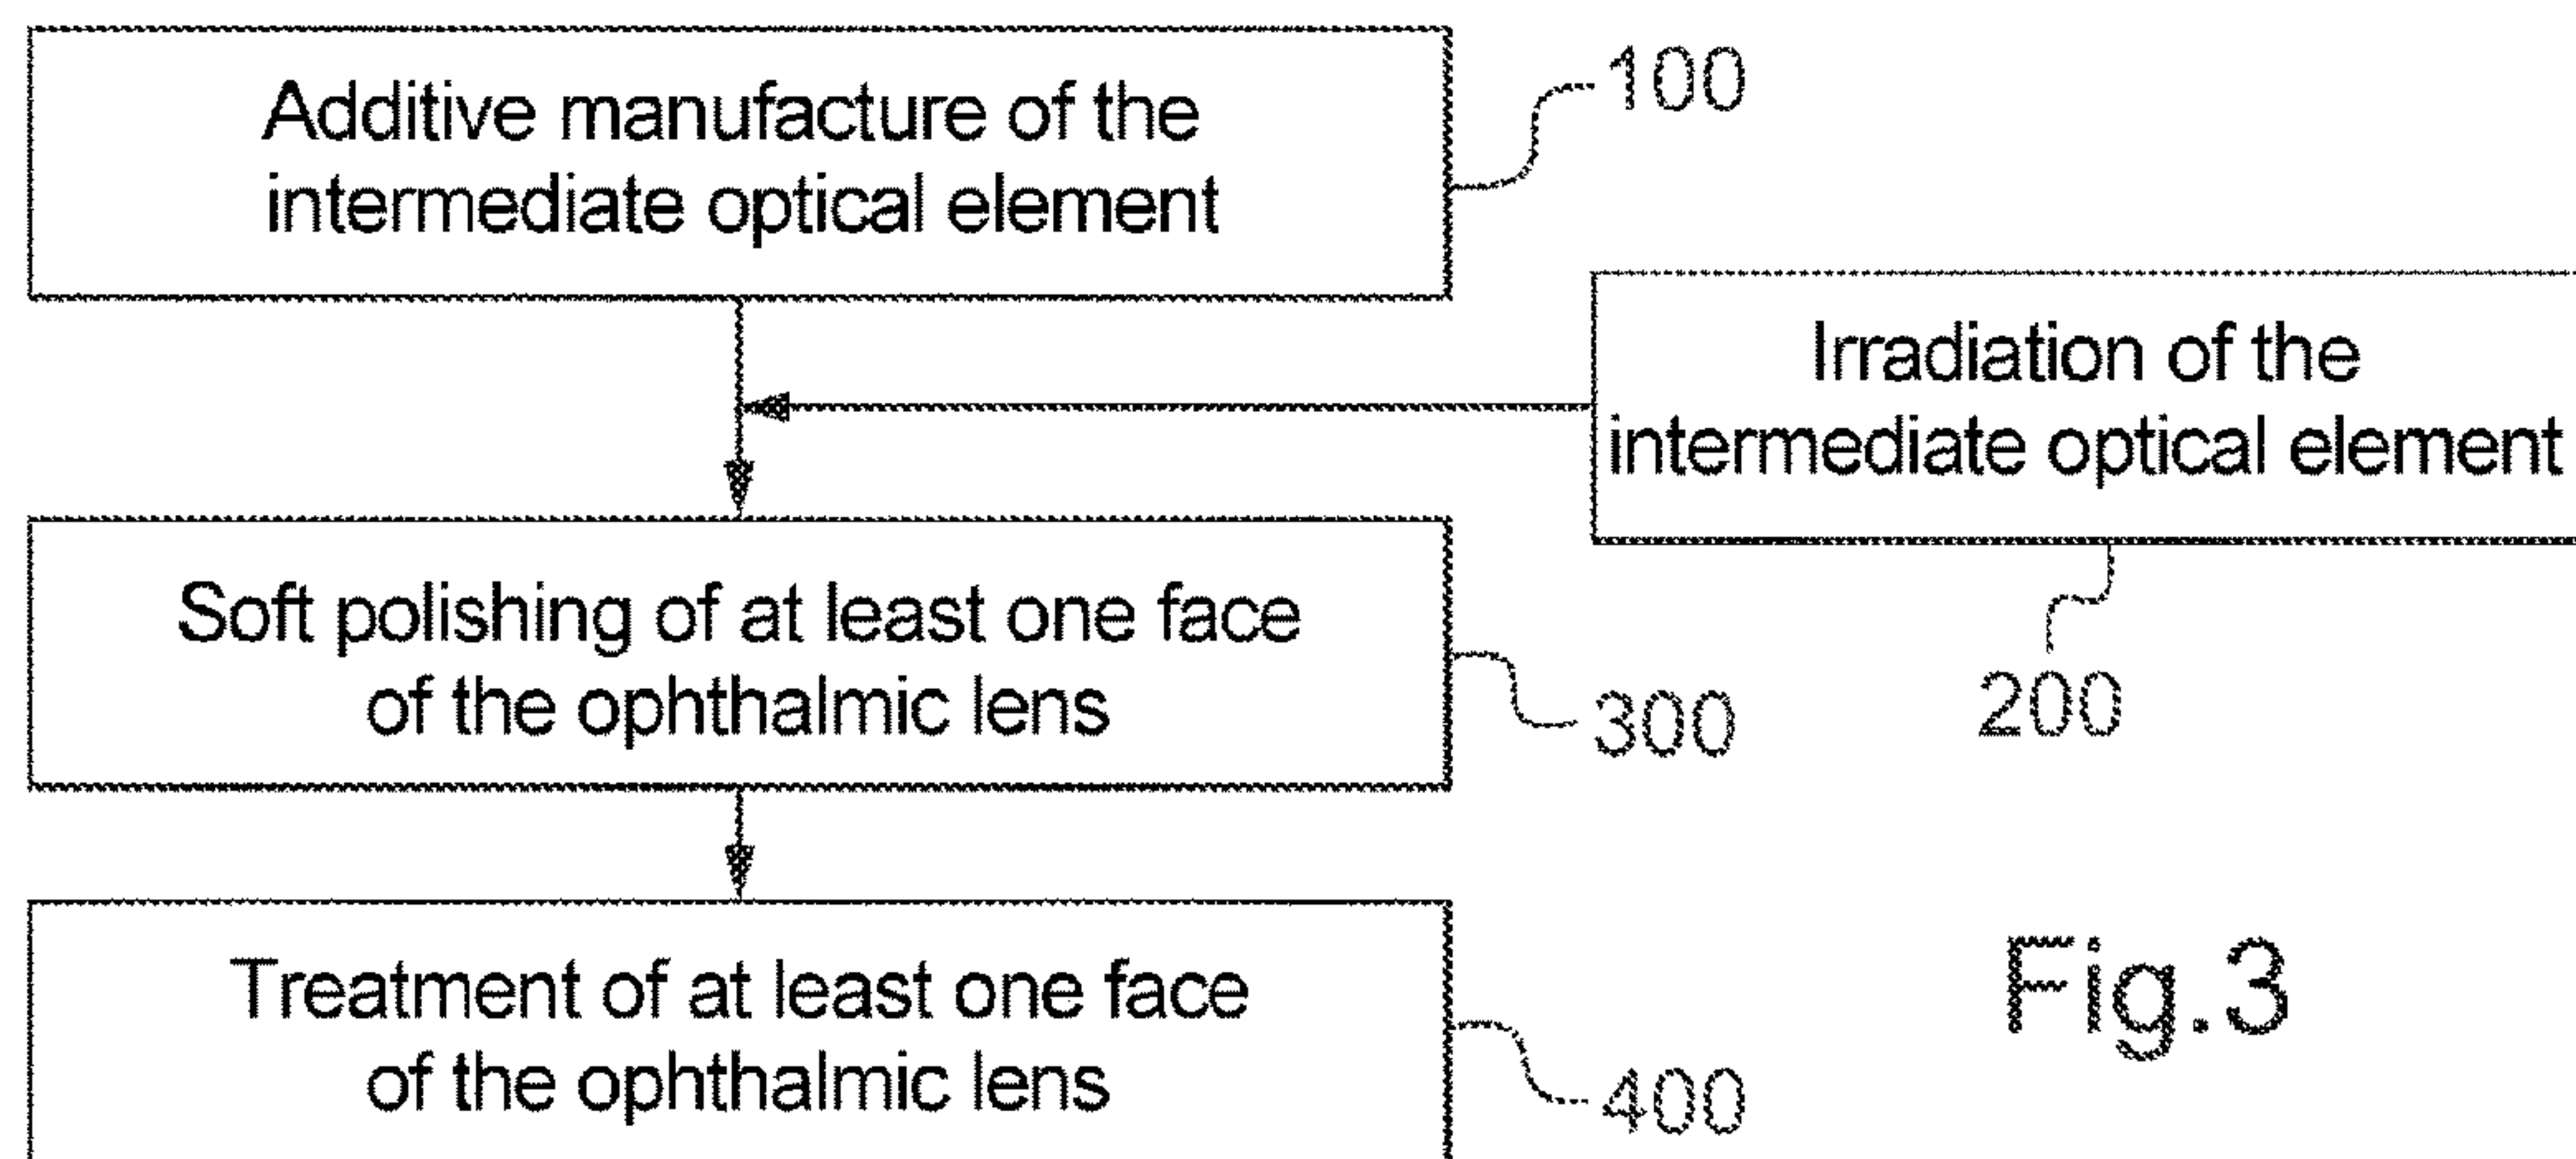 Additive manufacture of the
intermediate optical element
100
Irradiation of the
intermediate optical element
200
Soft polishing of at least one face
of the ophthalmic lens
300
Treatment of at least one face
of the ophthalmic lens
400
Fig.3